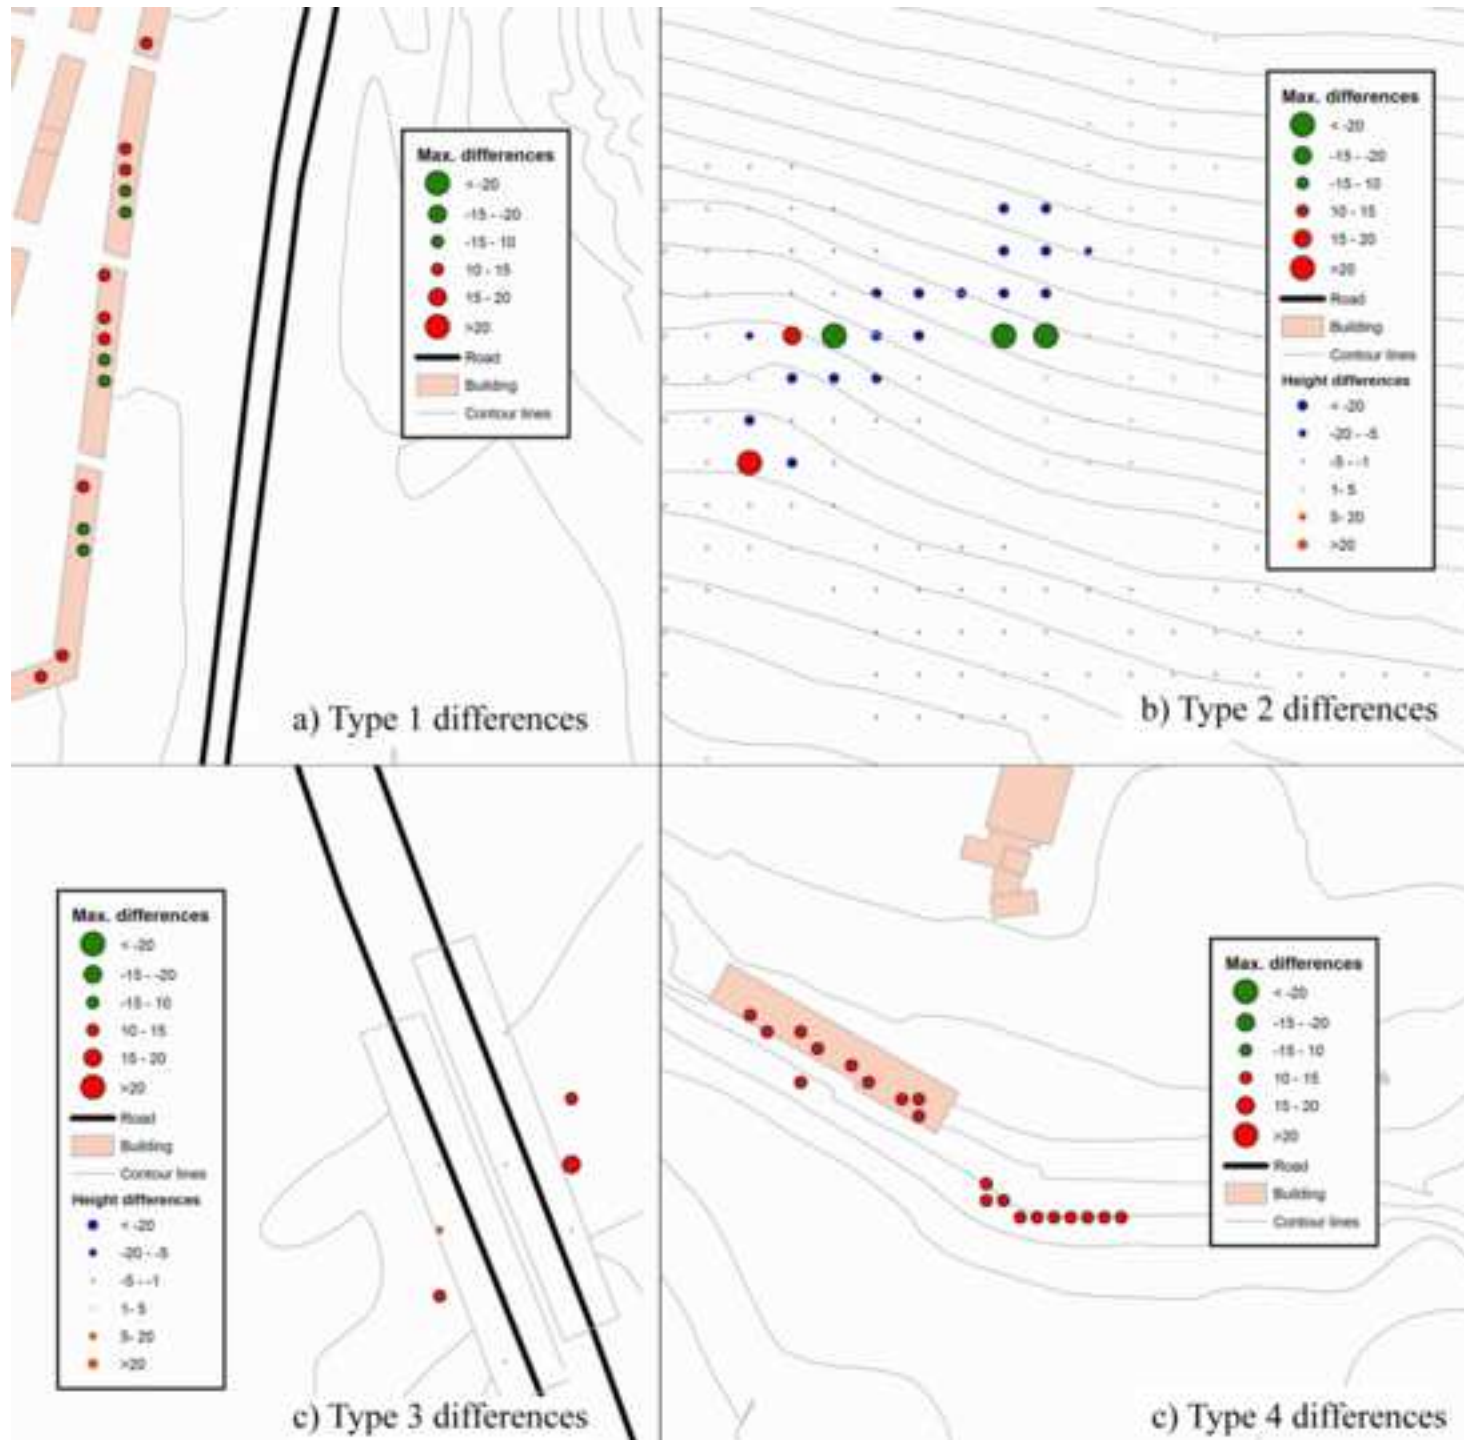 Max. differences
< -20
-15 - -20
-15 - 10
10 - 15
15 - 20
>20
Road
Building
Contour lines
a) Type 1 differences
Max. differences
< -20
-15 - -20
-15 - 10
10 - 15
15 - 20
>20
Road
Building
Contour lines
Height differences
< -20
-20 - -5
-5 - -1
1- 5
5- 20
>20
b) Type 2 differences
Max. differences
< -20
-15 - -20
-15 - 10
10 - 15
15 - 20
>20
Road
Building
Contour lines
Height differences
< -20
-20 - -5
-5 - -1
1- 5
5- 20
>20
c) Type 3 differences
Max. differences
< -20
-15 - -20
-15 - 10
10 - 15
15 - 20
>20
Road
Building
Contour lines
c) Type 4 differences